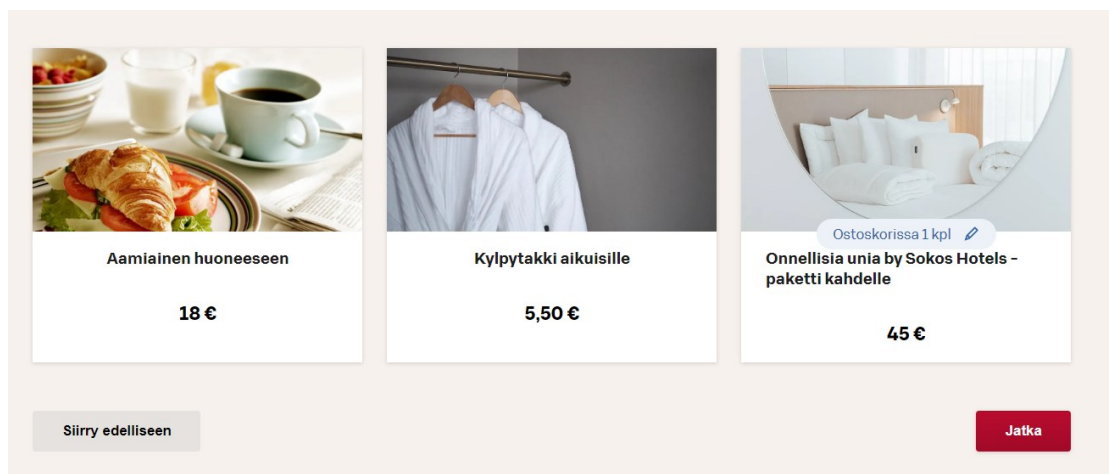 Aamiainen huoneeseen
18 €
Kylpytakki aikuisille
5,50 €
Ostoskorissa 1 kpl
Onnellisia unia by Sokos Hotels -
paketti kahdelle
45 €
Siirry edelliseen
Jatka